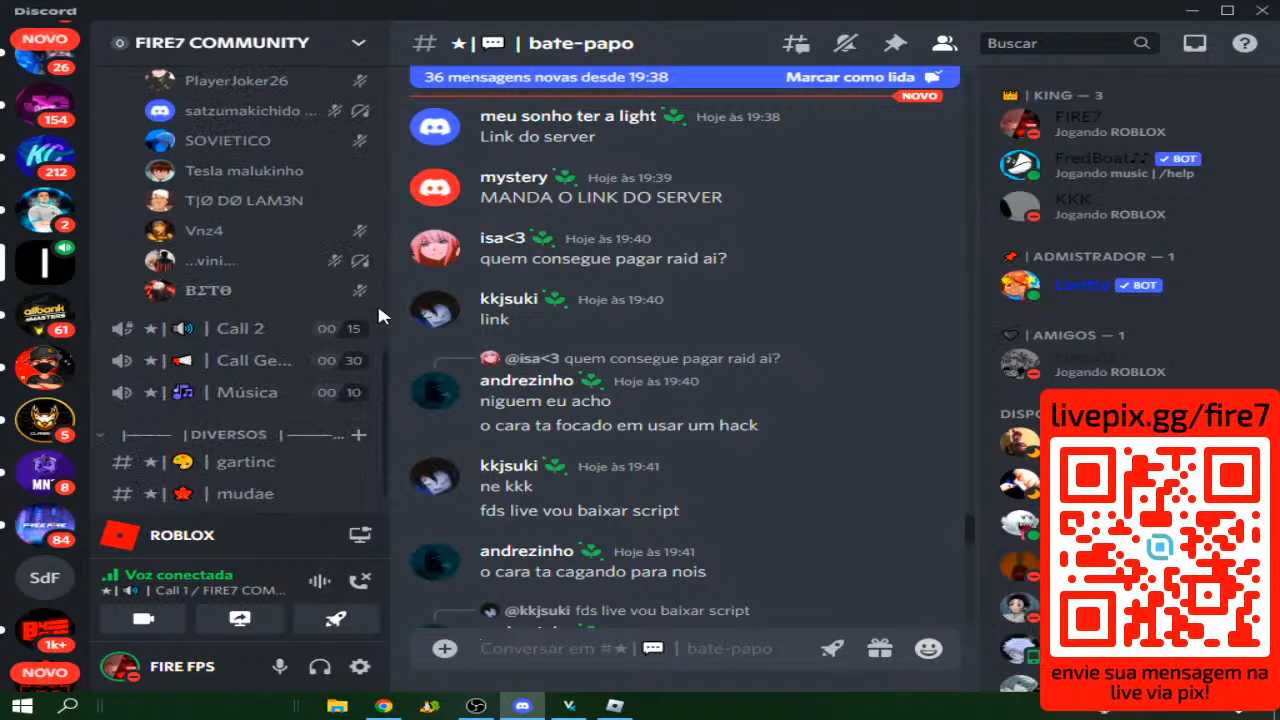 Discord
NOVO
26
154
212
2
61
5
8
84
SdF
1k+
NOVO
FIRE7 COMMUNITY
PlayerJoker26
satzumakichido ...
SOVIETICO
Tesla malukinho
T|Ø DØ LAM3N
Vnz4
...vini...
BΣTΘ
★| | Call 2 00 15
★| | Call Ge... 00 30
★| | Música 00 10
|——— |DIVERSOS |———...
★| | gartinc
★| | mudae
ROBLOX
Voz conectada
★| | Call 1 / FIRE7 COM...
FIRE FPS
★| | bate-papo
Buscar
36 mensagens novas desde 19:38 Marcar como lida
NOVO
meu sonho ter a light Hoje às 19:38
Link do server
mystery Hoje às 19:39
MANDA O LINK DO SERVER
isa<3 Hoje às 19:40
quem consegue pagar raid ai?
kkjsuki Hoje às 19:40
link
@isa<3 quem consegue pagar raid ai?
andrezinho Hoje às 19:40
niguem eu acho
o cara ta focado em usar um hack
kkjsuki Hoje às 19:41
ne kkk
fds live vou baixar script
andrezinho Hoje às 19:41
o cara ta cagando para nois
@kkjsuki fds live vou baixar script
Conversar em #★| | bate-papo
| KING — 3
FIRE7
Jogando ROBLOX
FredBoat♪♪ BOT
Jogando music | /help
KKK
Jogando ROBLOX
| ADMISTRADOR — 1
Loritta BOT
| AMIGOS — 1
Jogando ROBLOX
livepix.gg/fire7
envie sua mensagem na
live via pix!